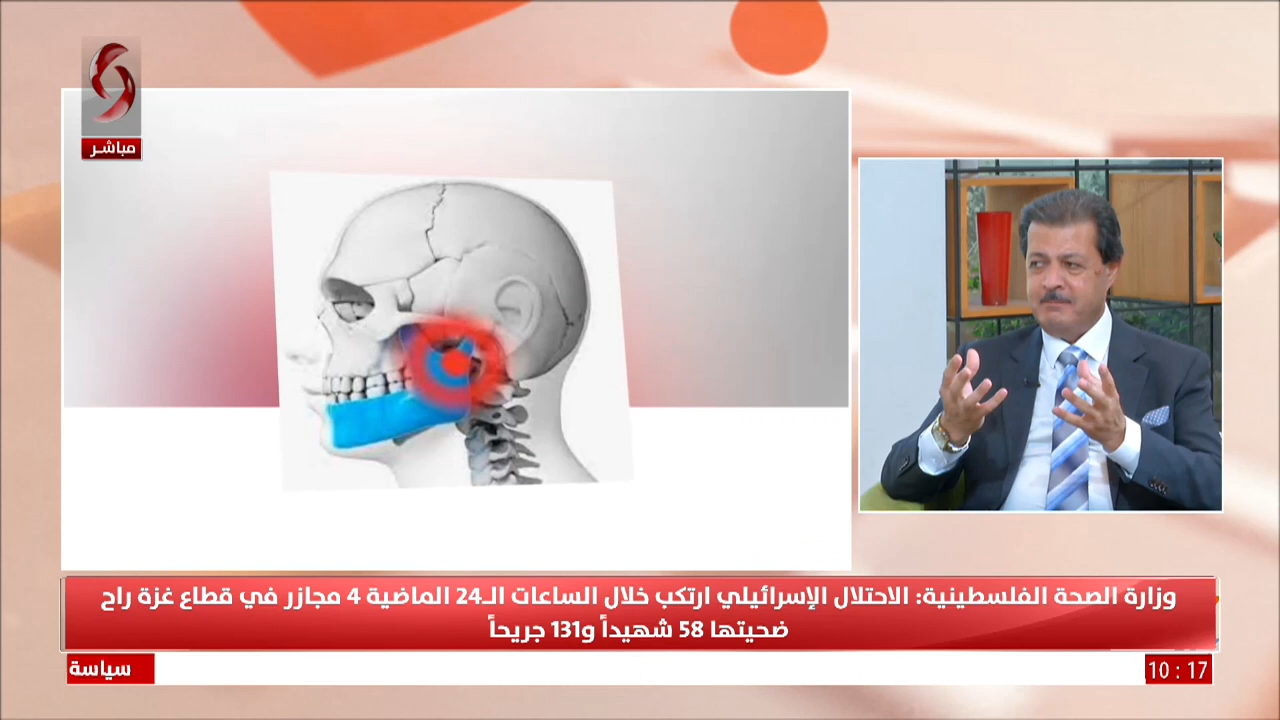 مباشر
وزارة الصحة الفلسطينية: الاحتلال الإسرائيلي ارتكب خلال الساعات الـ24 الماضية 4 مجازر في قطاع غزة راح
ضحيتها 58 شهيداً و131 جريحاً
سياسة
10 : 17